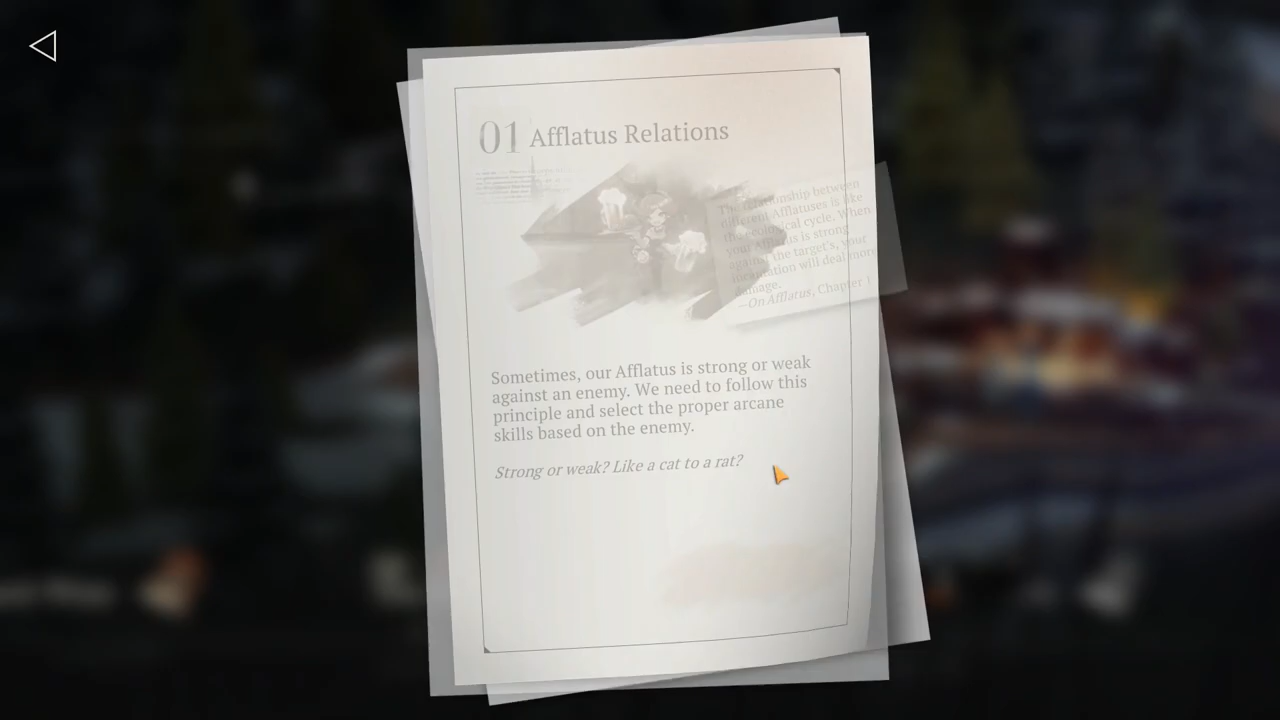 01 Afflatus Relations
The relationship between
different Afflatuses is like
the ecological cycle. When
your Afflatus is strong
against the target's, your
incantation will deal more
damage.
—On Afflatus, Chapter 1
Sometimes, our Afflatus is strong or weak
against an enemy. We need to follow this
principle and select the proper arcane
skills based on the enemy.
Strong or weak? Like a cat to a rat?